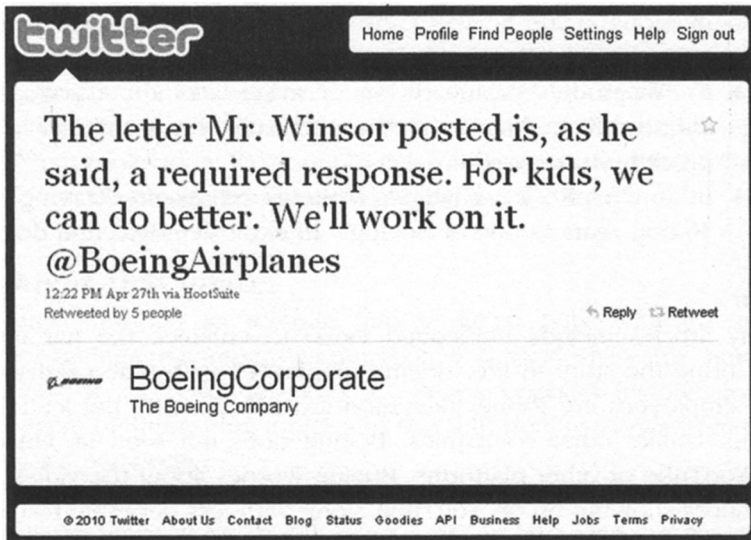 twitter
Home Profile Find People Settings Help Sign out
The letter Mr. Winsor posted is, as he
said, a required response. For kids, we
can do better. We'll work on it.
@BoeingAirplanes
12:22 PM Apr 27th via HootSuite
Retweeted by 5 people
Reply Retweet
BOEING
BoeingCorporate
The Boeing Company
© 2010 Twitter About Us Contact Blog Status Goodies API Business Help Jobs Terms Privacy